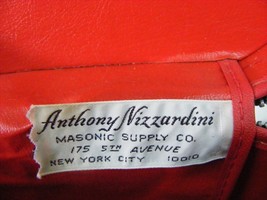 Anthony Nizzardini
MASONIC SUPPLY CO.
175 5TH AVENUE
NEW YORK CITY 10010